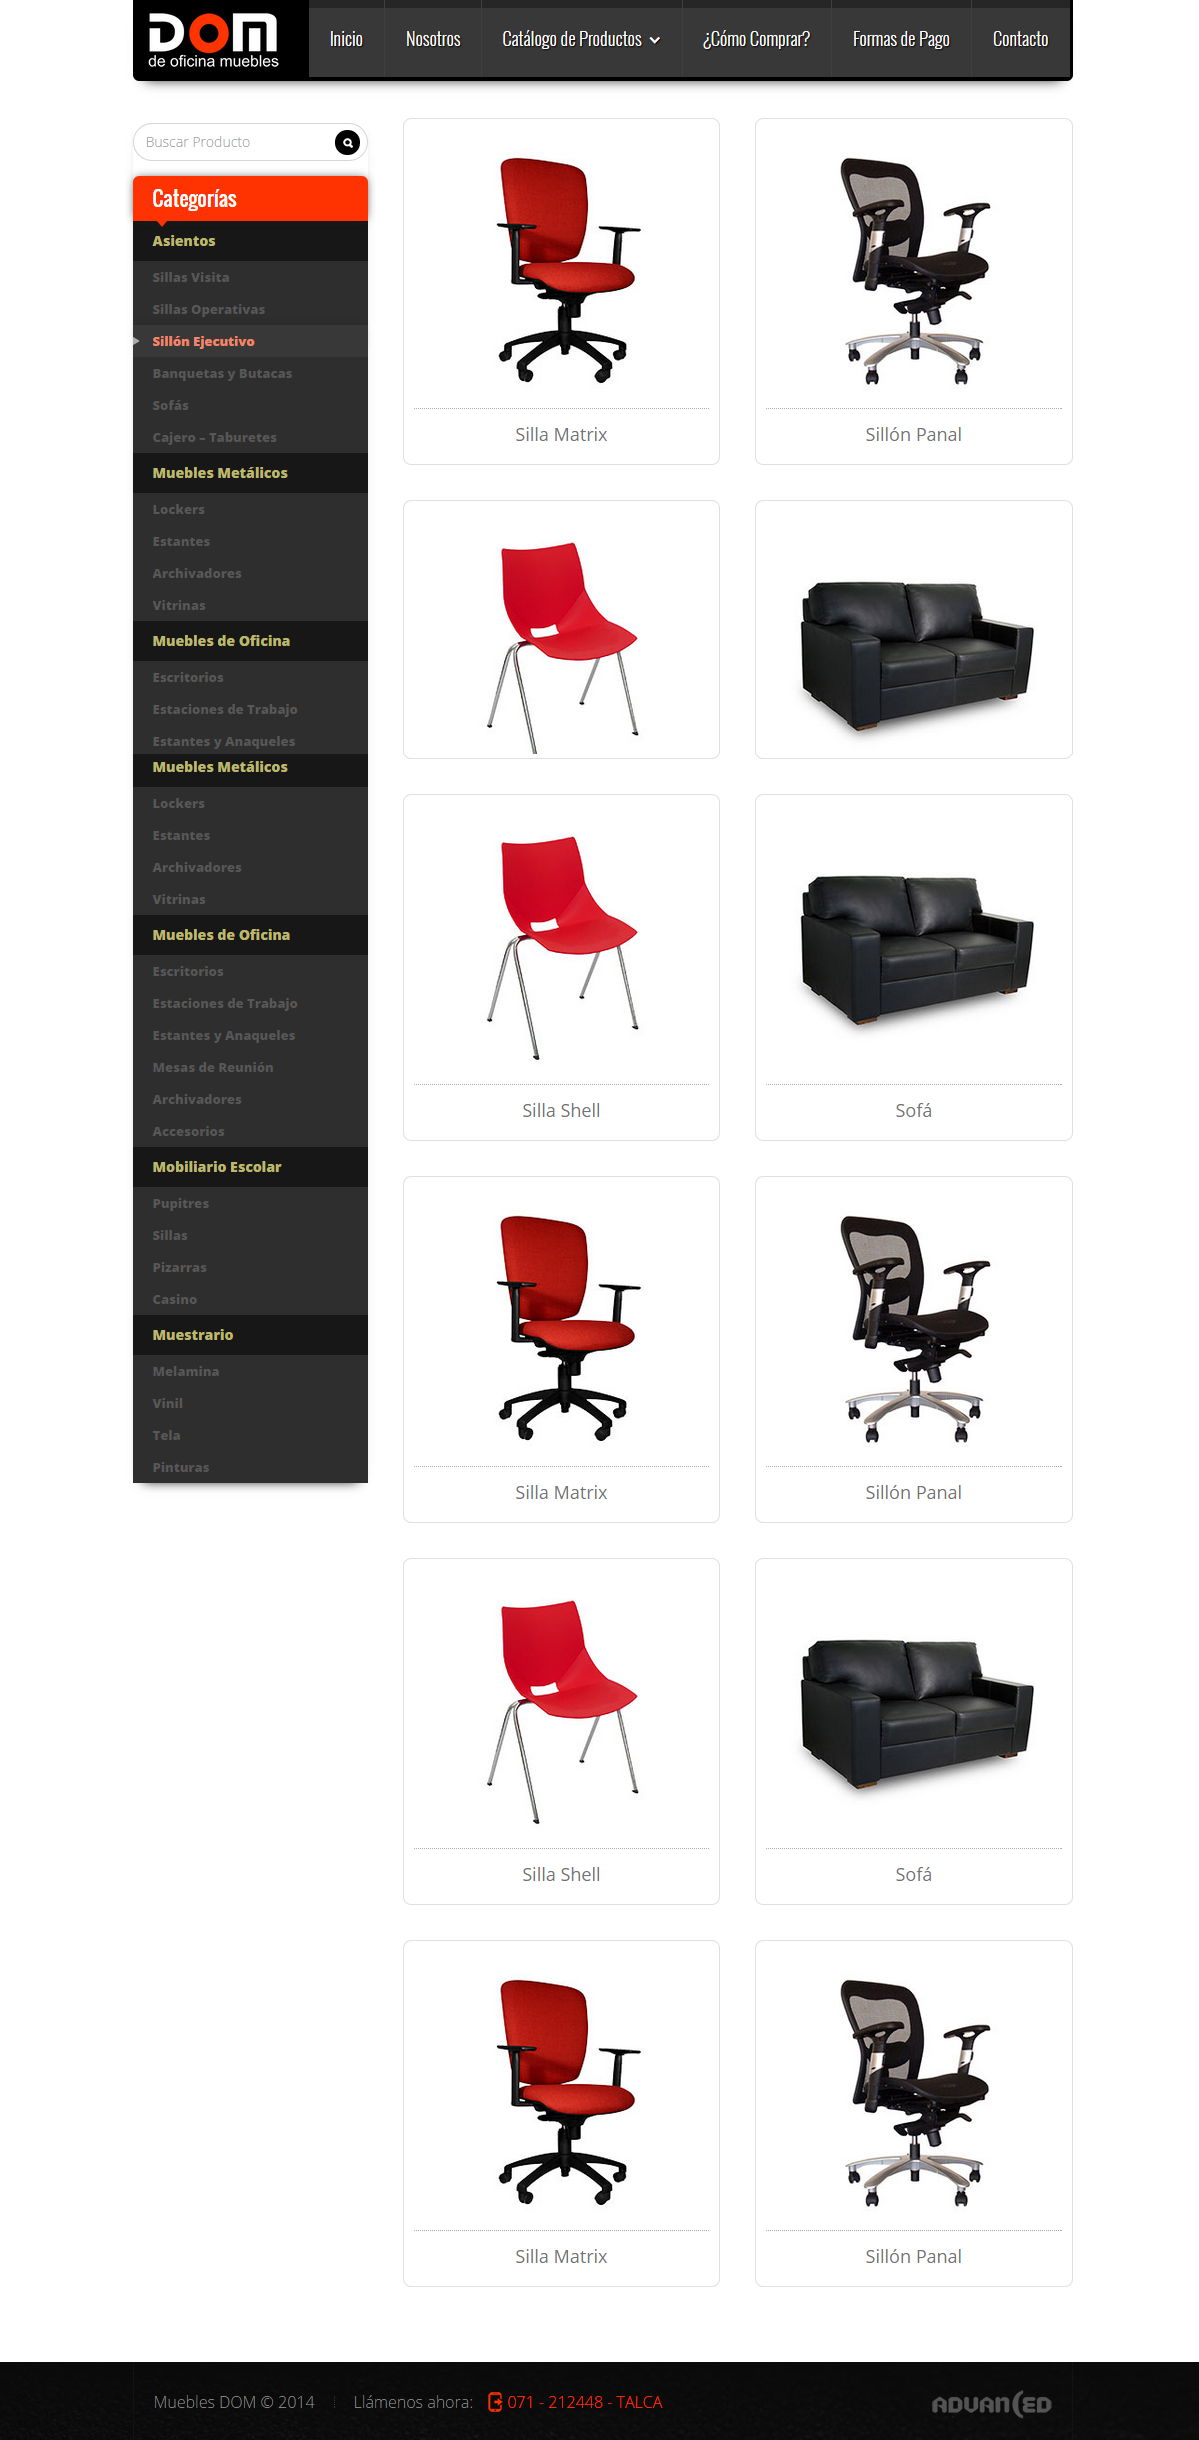 DOM
de oficina muebles
Inicio
Nosotros
Catálogo de Productos
¿Cómo Comprar?
Formas de Pago
Contacto
Buscar Producto
Categorías
Asientos
Sillas Visita
Sillas Operativas
Sillón Ejecutivo
Banquetas y Butacas
Sofás
Cajero – Taburetes
Muebles Metálicos
Lockers
Estantes
Archivadores
Vitrinas
Muebles de Oficina
Escritorios
Estaciones de Trabajo
Estantes y Anaqueles
Muebles Metálicos
Lockers
Estantes
Archivadores
Vitrinas
Muebles de Oficina
Escritorios
Estaciones de Trabajo
Estantes y Anaqueles
Mesas de Reunión
Archivadores
Accesorios
Mobiliario Escolar
Pupitres
Sillas
Pizarras
Casino
Muestrario
Melamina
Vinil
Tela
Pinturas
Silla Matrix
Sillón Panal
Silla Shell
Sofá
Silla Matrix
Sillón Panal
Silla Shell
Sofá
Silla Matrix
Sillón Panal
Muebles DOM © 2014
Llámenos ahora: 071 - 212448 - TALCA
ADVANCED